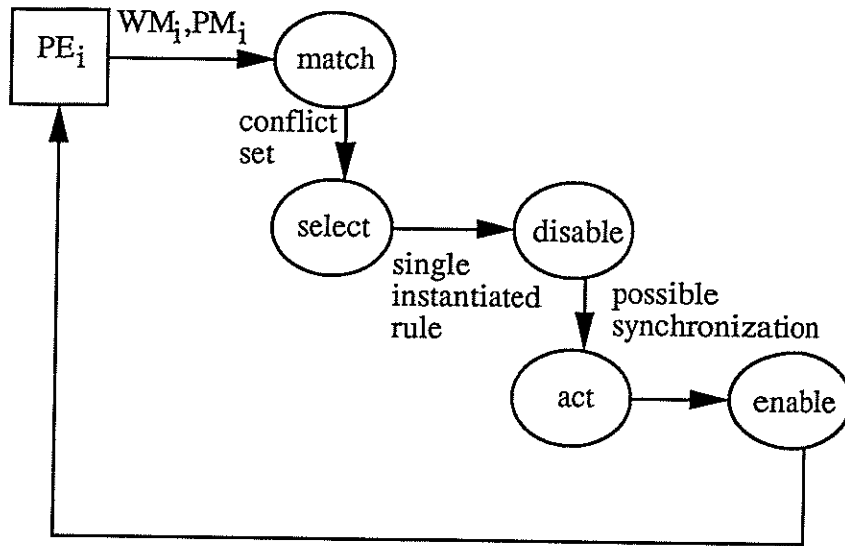 WMi,PMi
PEi
match
conflict
set
select
disable
single
instantiated
rule
possible
synchronization
act
enable